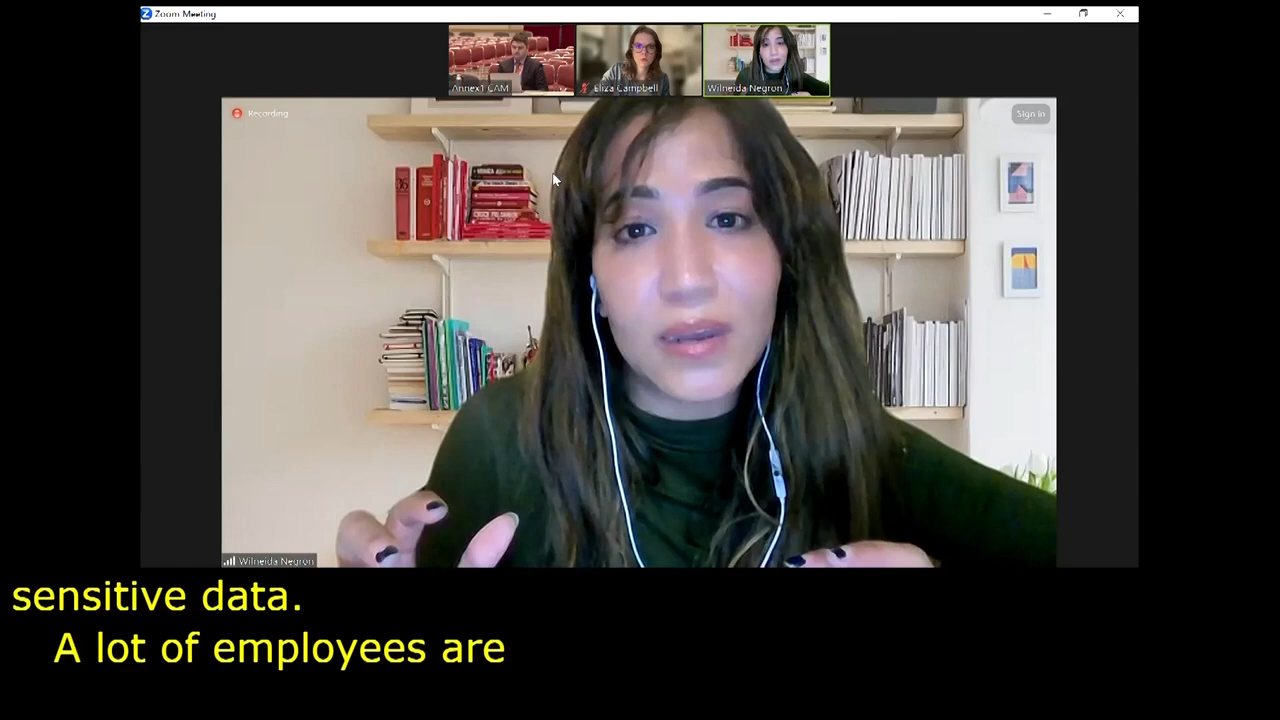 Zoom Meeting
Annex1 CAM
Eliza Campbell
Wilneida Negron
Recording
Sign in
Wilneida Negron
sensitive data.
A lot of employees are